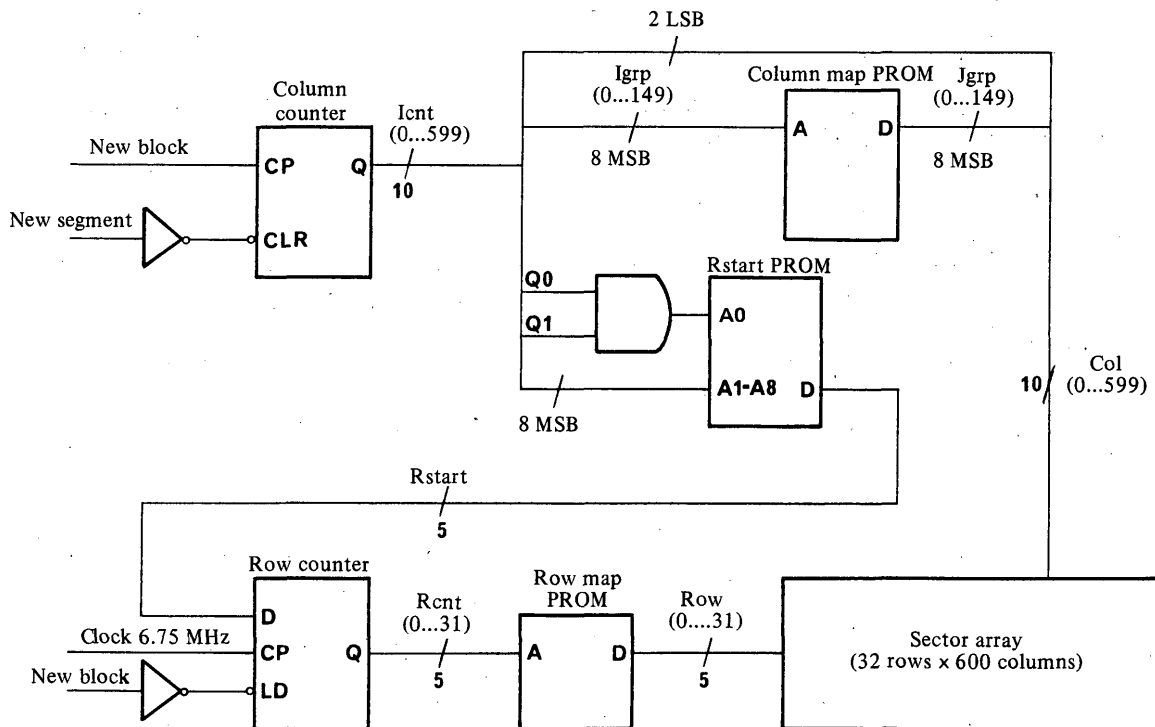 2 LSB
Column
counter
Icnt
(0...599)
Igrp
(0...149)
Column map PROM
Jgrp
(0...149)
New block
CP
Q
10
8 MSB
A
D
8 MSB
New segment
CLR
Rstart PROM
Q0
Q1
A0
A1-A8
D
8 MSB
10
Col
(0...599)
Rstart
5
Row counter
D
Clock 6.75 MHz
CP
Q
New block
LD
Rcnt
(0...31)
5
Row map
PROM
A
D
Row
(0....31)
5
Sector array
(32 rows x 600 columns)